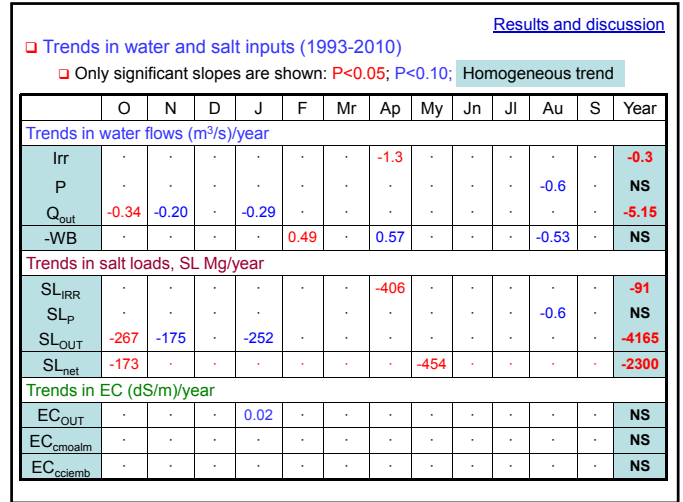 Results and discussion
Trends in water and salt inputs (1993-2010)
Only significant slopes are shown: P<0.05; P<0.10; Homogeneous trend
O N D J F Mr Ap My Jn Jl Au S Year
Trends in water flows (m³/s)/year
Irr · · · · · · -1.3 · · · · · -0.3
P · · · · · · · · · · -0.6 · NS
Qout -0.34 -0.20 · -0.29 · · · · · · · · -5.15
-WB · · · · 0.49 · 0.57 · · · -0.53 · NS
Trends in salt loads, SL Mg/year
SLIRR · · · · · · -406 · · · · · -91
SLP · · · · · · · · · · -0.6 · NS
SLOUT -267 -175 · -252 · · · · · · · · -4165
SLnet -173 · · · · · · -454 · · · · -2300
Trends in EC (dS/m)/year
ECOUT · · · 0.02 · · · · · · · · NS
ECcmoalm · · · · · · · · · · · · NS
ECcciemb · · · · · · · · · · · · NS